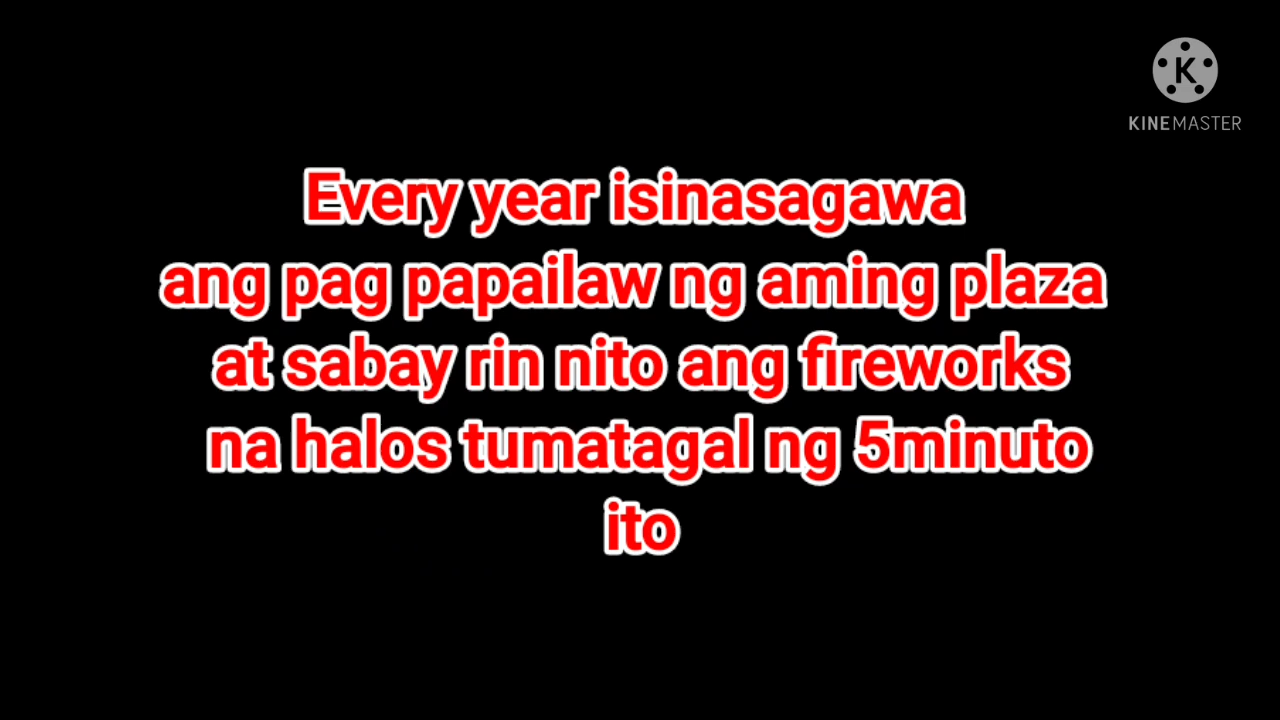 K
KINEMASTER
Every year isinasagawa
ang pag papailaw ng aming plaza
at sabay rin nito ang fireworks
na halos tumatagal ng 5minuto
ito